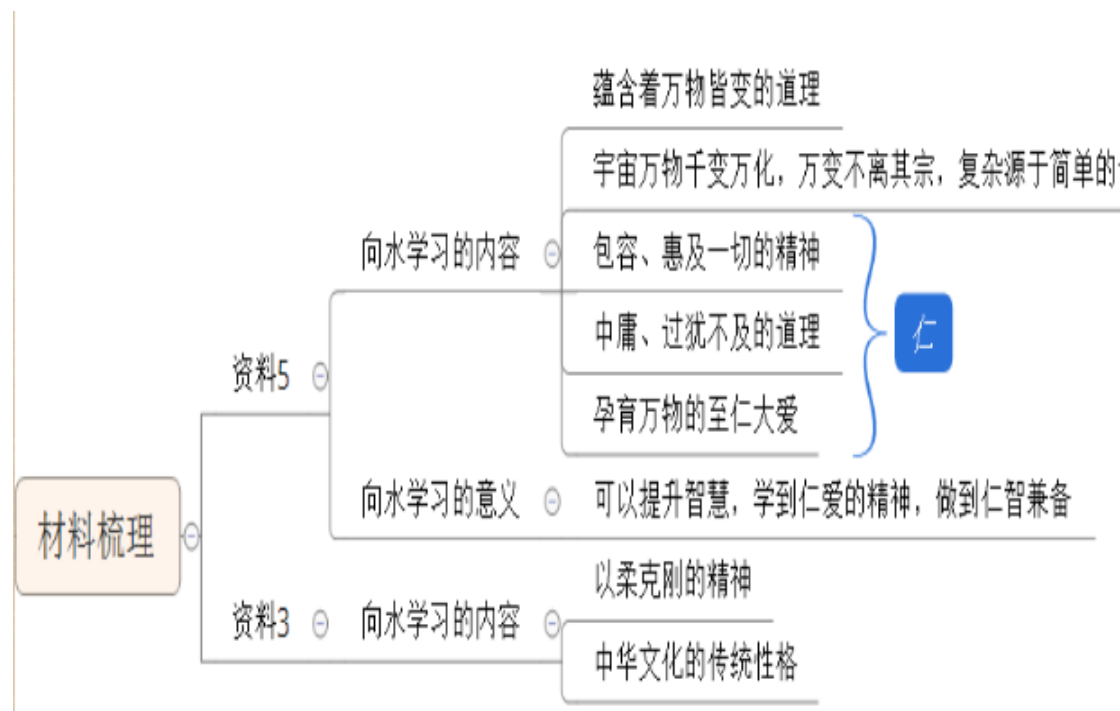 蕴含着万物皆变的道理
宇宙万物千变万化，万变不离其宗，复杂源于简单的
向水学习的内容
包容、惠及一切的精神
中庸、过犹不及的道理
仁
资料5
孕育万物的至仁大爱
向水学习的意义
可以提升智慧，学到仁爱的精神，做到仁智兼备
材料梳理
以柔克刚的精神
资料3
向水学习的内容
中华文化的传统性格